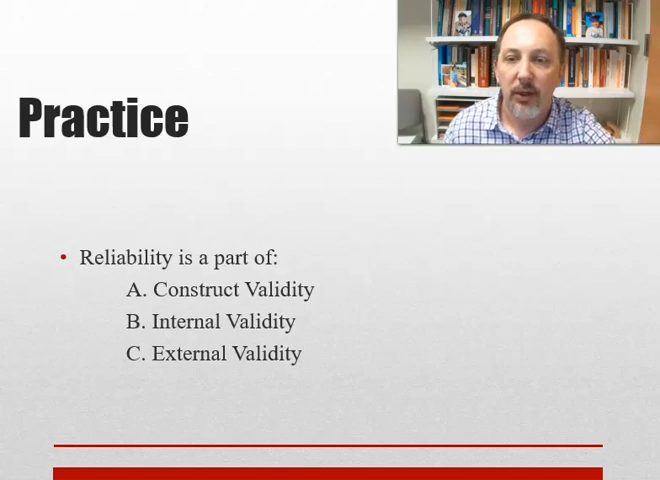 Practice
• Reliability is a part of:
A. Construct Validity
B. Internal Validity
C. External Validity